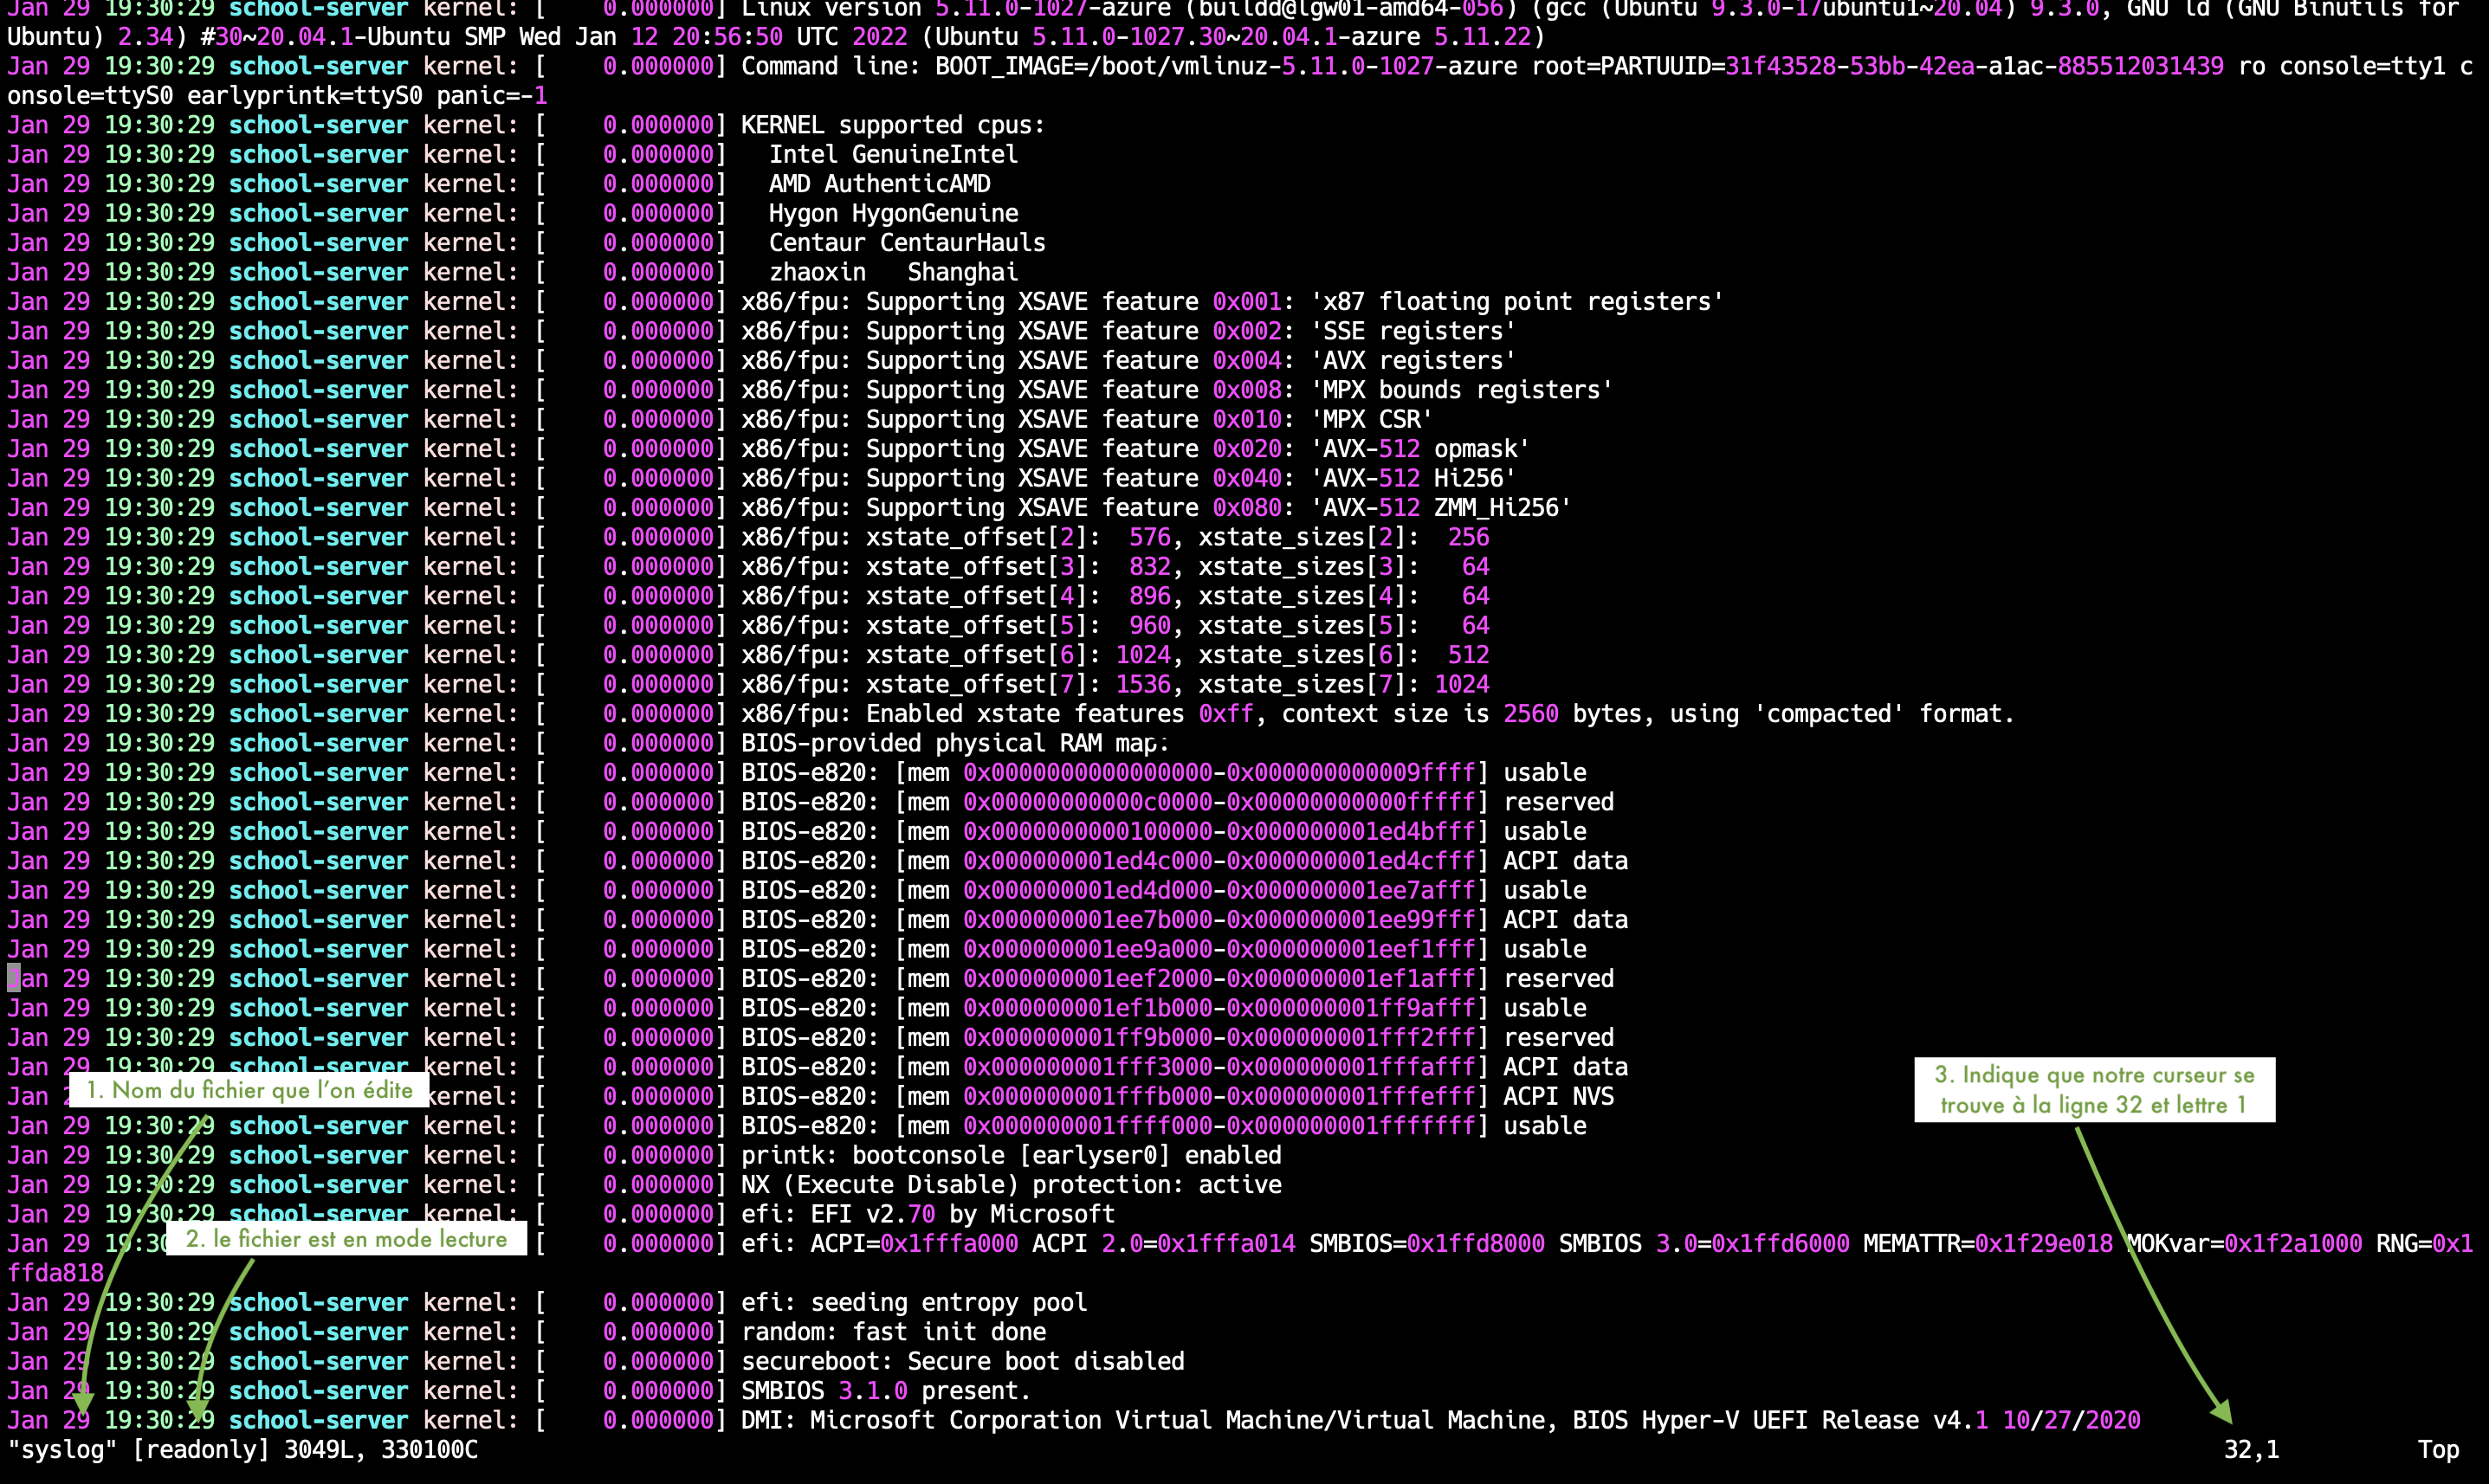 Jan 29 19:30:29 school-server kernel: [    0.000000] Linux version 5.11.0-1027-azure (buildd@lgw01-amd64-056) (gcc (Ubuntu 9.3.0-17ubuntu1~20.04) 9.3.0, GNU ld (GNU Binutils for
Ubuntu) 2.34) #30~20.04.1-Ubuntu SMP Wed Jan 12 20:56:50 UTC 2022 (Ubuntu 5.11.0-1027.30~20.04.1-azure 5.11.22)
Jan 29 19:30:29 school-server kernel: [    0.000000] Command line: BOOT_IMAGE=/boot/vmlinuz-5.11.0-1027-azure root=PARTUUID=31f43528-53bb-42ea-a1ac-885512031439 ro console=tty1 c
onsole=ttyS0 earlyprintk=ttyS0 panic=-1
Jan 29 19:30:29 school-server kernel: [    0.000000] KERNEL supported cpus:
Jan 29 19:30:29 school-server kernel: [    0.000000]   Intel GenuineIntel
Jan 29 19:30:29 school-server kernel: [    0.000000]   AMD AuthenticAMD
Jan 29 19:30:29 school-server kernel: [    0.000000]   Hygon HygonGenuine
Jan 29 19:30:29 school-server kernel: [    0.000000]   Centaur CentaurHauls
Jan 29 19:30:29 school-server kernel: [    0.000000]   zhaoxin   Shanghai
Jan 29 19:30:29 school-server kernel: [    0.000000] x86/fpu: Supporting XSAVE feature 0x001: 'x87 floating point registers'
Jan 29 19:30:29 school-server kernel: [    0.000000] x86/fpu: Supporting XSAVE feature 0x002: 'SSE registers'
Jan 29 19:30:29 school-server kernel: [    0.000000] x86/fpu: Supporting XSAVE feature 0x004: 'AVX registers'
Jan 29 19:30:29 school-server kernel: [    0.000000] x86/fpu: Supporting XSAVE feature 0x008: 'MPX bounds registers'
Jan 29 19:30:29 school-server kernel: [    0.000000] x86/fpu: Supporting XSAVE feature 0x010: 'MPX CSR'
Jan 29 19:30:29 school-server kernel: [    0.000000] x86/fpu: Supporting XSAVE feature 0x020: 'AVX-512 opmask'
Jan 29 19:30:29 school-server kernel: [    0.000000] x86/fpu: Supporting XSAVE feature 0x040: 'AVX-512 Hi256'
Jan 29 19:30:29 school-server kernel: [    0.000000] x86/fpu: Supporting XSAVE feature 0x080: 'AVX-512 ZMM_Hi256'
Jan 29 19:30:29 school-server kernel: [    0.000000] x86/fpu: xstate_offset[2]:  576, xstate_sizes[2]:  256
Jan 29 19:30:29 school-server kernel: [    0.000000] x86/fpu: xstate_offset[3]:  832, xstate_sizes[3]:   64
Jan 29 19:30:29 school-server kernel: [    0.000000] x86/fpu: xstate_offset[4]:  896, xstate_sizes[4]:   64
Jan 29 19:30:29 school-server kernel: [    0.000000] x86/fpu: xstate_offset[5]:  960, xstate_sizes[5]:   64
Jan 29 19:30:29 school-server kernel: [    0.000000] x86/fpu: xstate_offset[6]: 1024, xstate_sizes[6]:  512
Jan 29 19:30:29 school-server kernel: [    0.000000] x86/fpu: xstate_offset[7]: 1536, xstate_sizes[7]: 1024
Jan 29 19:30:29 school-server kernel: [    0.000000] x86/fpu: Enabled xstate features 0xff, context size is 2560 bytes, using 'compacted' format.
Jan 29 19:30:29 school-server kernel: [    0.000000] BIOS-provided physical RAM map:
Jan 29 19:30:29 school-server kernel: [    0.000000] BIOS-e820: [mem 0x0000000000000000-0x000000000009ffff] usable
Jan 29 19:30:29 school-server kernel: [    0.000000] BIOS-e820: [mem 0x00000000000c0000-0x00000000000fffff] reserved
Jan 29 19:30:29 school-server kernel: [    0.000000] BIOS-e820: [mem 0x0000000000100000-0x000000001ed4bfff] usable
Jan 29 19:30:29 school-server kernel: [    0.000000] BIOS-e820: [mem 0x000000001ed4c000-0x000000001ed4cfff] ACPI data
Jan 29 19:30:29 school-server kernel: [    0.000000] BIOS-e820: [mem 0x000000001ed4d000-0x000000001ee7afff] usable
Jan 29 19:30:29 school-server kernel: [    0.000000] BIOS-e820: [mem 0x000000001ee7b000-0x000000001ee99fff] ACPI data
Jan 29 19:30:29 school-server kernel: [    0.000000] BIOS-e820: [mem 0x000000001ee9a000-0x000000001eef1fff] usable
Jan 29 19:30:29 school-server kernel: [    0.000000] BIOS-e820: [mem 0x000000001eef2000-0x000000001ef1afff] reserved
Jan 29 19:30:29 school-server kernel: [    0.000000] BIOS-e820: [mem 0x000000001ef1b000-0x000000001ff9afff] usable
Jan 29 19:30:29 school-server kernel: [    0.000000] BIOS-e820: [mem 0x000000001ff9b000-0x000000001fff2fff] reserved
Jan 29 19:30:29 school-server kernel: [    0.000000] BIOS-e820: [mem 0x000000001fff3000-0x000000001fffafff] ACPI data
1. Nom du fichier que l'on édite
3. Indique que notre curseur se
trouve à la ligne 32 et lettre 1
Jan kernel: [    0.000000] BIOS-e820: [mem 0x000000001fffb000-0x000000001fffefff] ACPI NVS
Jan 29 19:30:29 school-server kernel: [    0.000000] BIOS-e820: [mem 0x000000001ffff000-0x000000001fffffff] usable
Jan 29 19:30:29 school-server kernel: [    0.000000] printk: bootconsole [earlyser0] enabled
Jan 29 19:30:29 school-server kernel: [    0.000000] NX (Execute Disable) protection: active
Jan 29 19:30:29 school-server kernel: [    0.000000] efi: EFI v2.70 by Microsoft
2. le fichier est en mode lecture
Jan 29 19:30 [    0.000000] efi: ACPI=0x1fffa000 ACPI 2.0=0x1fffa014 SMBIOS=0x1ffd8000 SMBIOS 3.0=0x1ffd6000 MEMATTR=0x1f29e018 MOKvar=0x1f2a1000 RNG=0x1
ffda818
Jan 29 19:30:29 school-server kernel: [    0.000000] efi: seeding entropy pool
Jan 29 19:30:29 school-server kernel: [    0.000000] random: fast init done
Jan 29 19:30:29 school-server kernel: [    0.000000] secureboot: Secure boot disabled
Jan 29 19:30:29 school-server kernel: [    0.000000] SMBIOS 3.1.0 present.
Jan 29 19:30:29 school-server kernel: [    0.000000] DMI: Microsoft Corporation Virtual Machine/Virtual Machine, BIOS Hyper-V UEFI Release v4.1 10/27/2020
"syslog" [readonly] 3049L, 330100C 32,1 Top